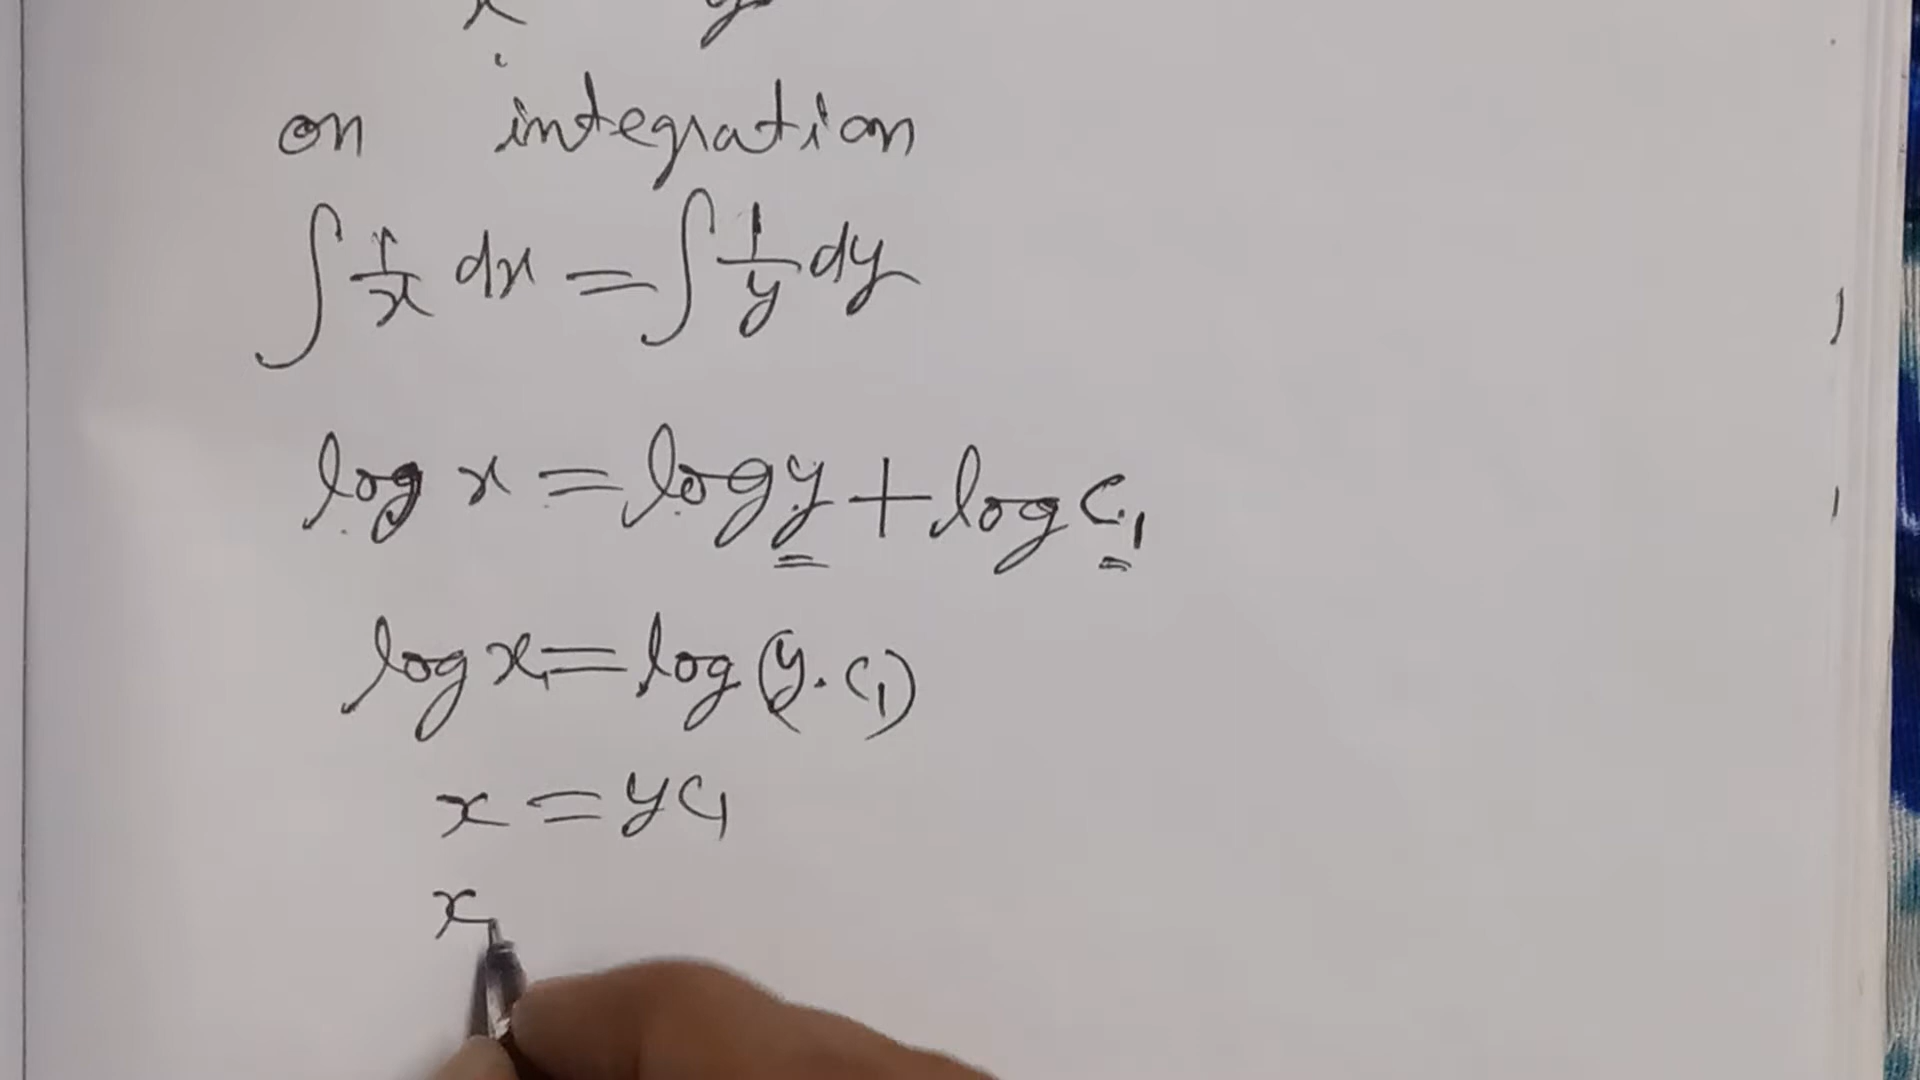 x y
on integration
∫ 1/x dx = ∫ 1/y dy
log x = log y + log c₁
log x = log (y. c₁)
x = yc₁
x